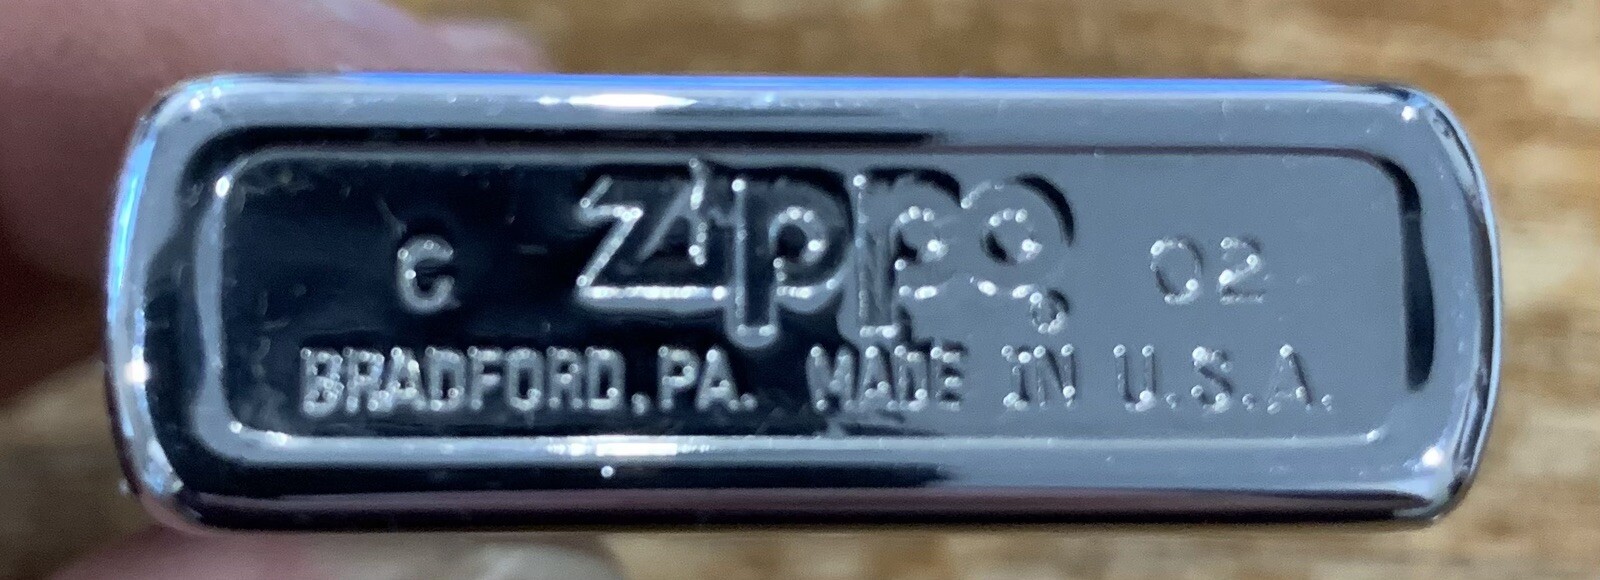 G Zippo® 02
BRADFORD, PA. MADE IN U.S.A.